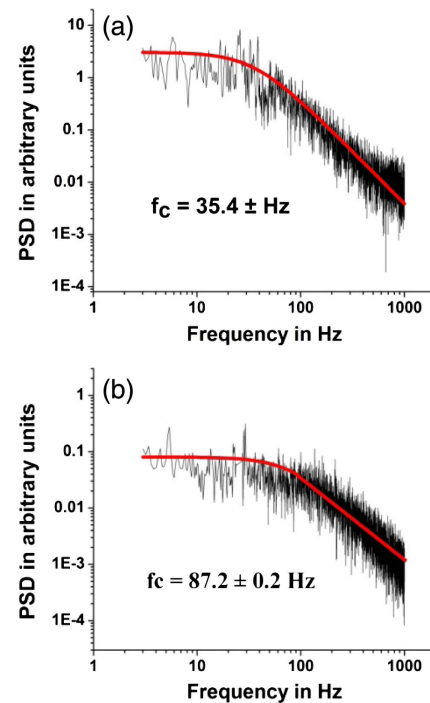 (a)
PSD in arbitrary units
10
1
0.1
0.01
1E-3
1E-4
fc = 35.4 ± Hz
1 10 100 1000
Frequency in Hz
(b)
PSD in arbitrary units
1
0.1
0.01
1E-3
1E-4
fc = 87.2 ± 0.2 Hz
1 10 100 1000
Frequency in Hz